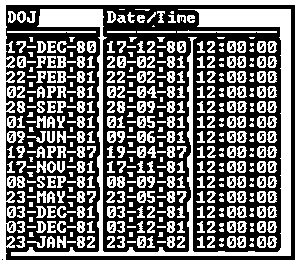 DOJ Date/Time
17-DEC-80 17-12-80 12:00:00
20-FEB-81 20-02-81 12:00:00
22-FEB-81 22-02-81 12:00:00
02-APR-81 02-04-81 12:00:00
28-SEP-81 28-09-81 12:00:00
01-MAY-81 01-05-81 12:00:00
09-JUN-81 09-06-81 12:00:00
19-APR-87 19-04-87 12:00:00
17-NOV-81 17-11-81 12:00:00
08-SEP-81 08-09-81 12:00:00
23-MAY-87 23-05-87 12:00:00
03-DEC-81 03-12-81 12:00:00
03-DEC-81 03-12-81 12:00:00
23-JAN-82 23-01-82 12:00:00